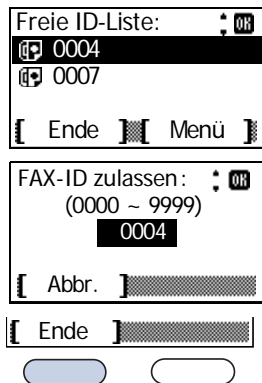 Freie ID-Liste: OK
0004
0007
[ Ende ] [ Menü ]
FAX-ID zulassen: OK
(0000 ~ 9999)
0004
[ Abbr. ]
[ Ende ]